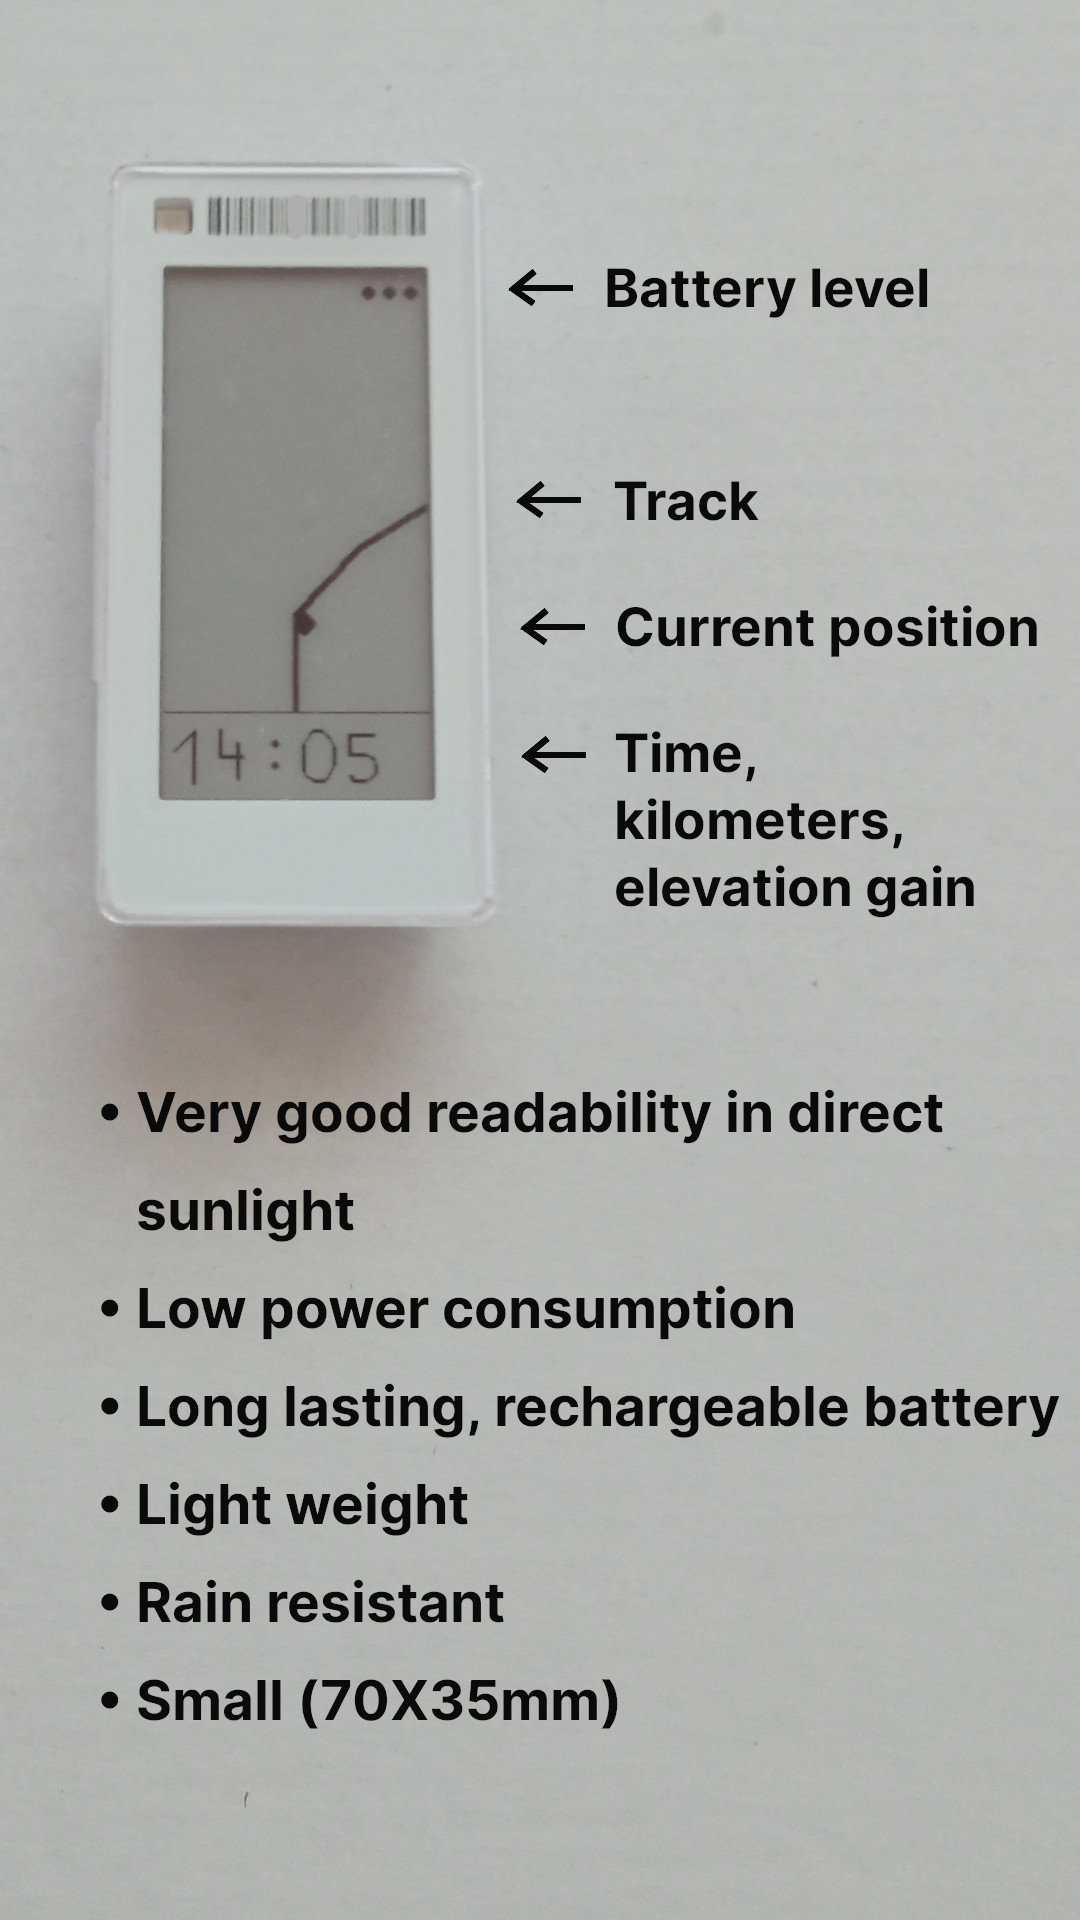 Battery level
Track
Current position
14:05
Time,
kilometers,
elevation gain
• Very good readability in direct
sunlight
• Low power consumption
• Long lasting, rechargeable battery
• Light weight
• Rain resistant
• Small (70X35mm)